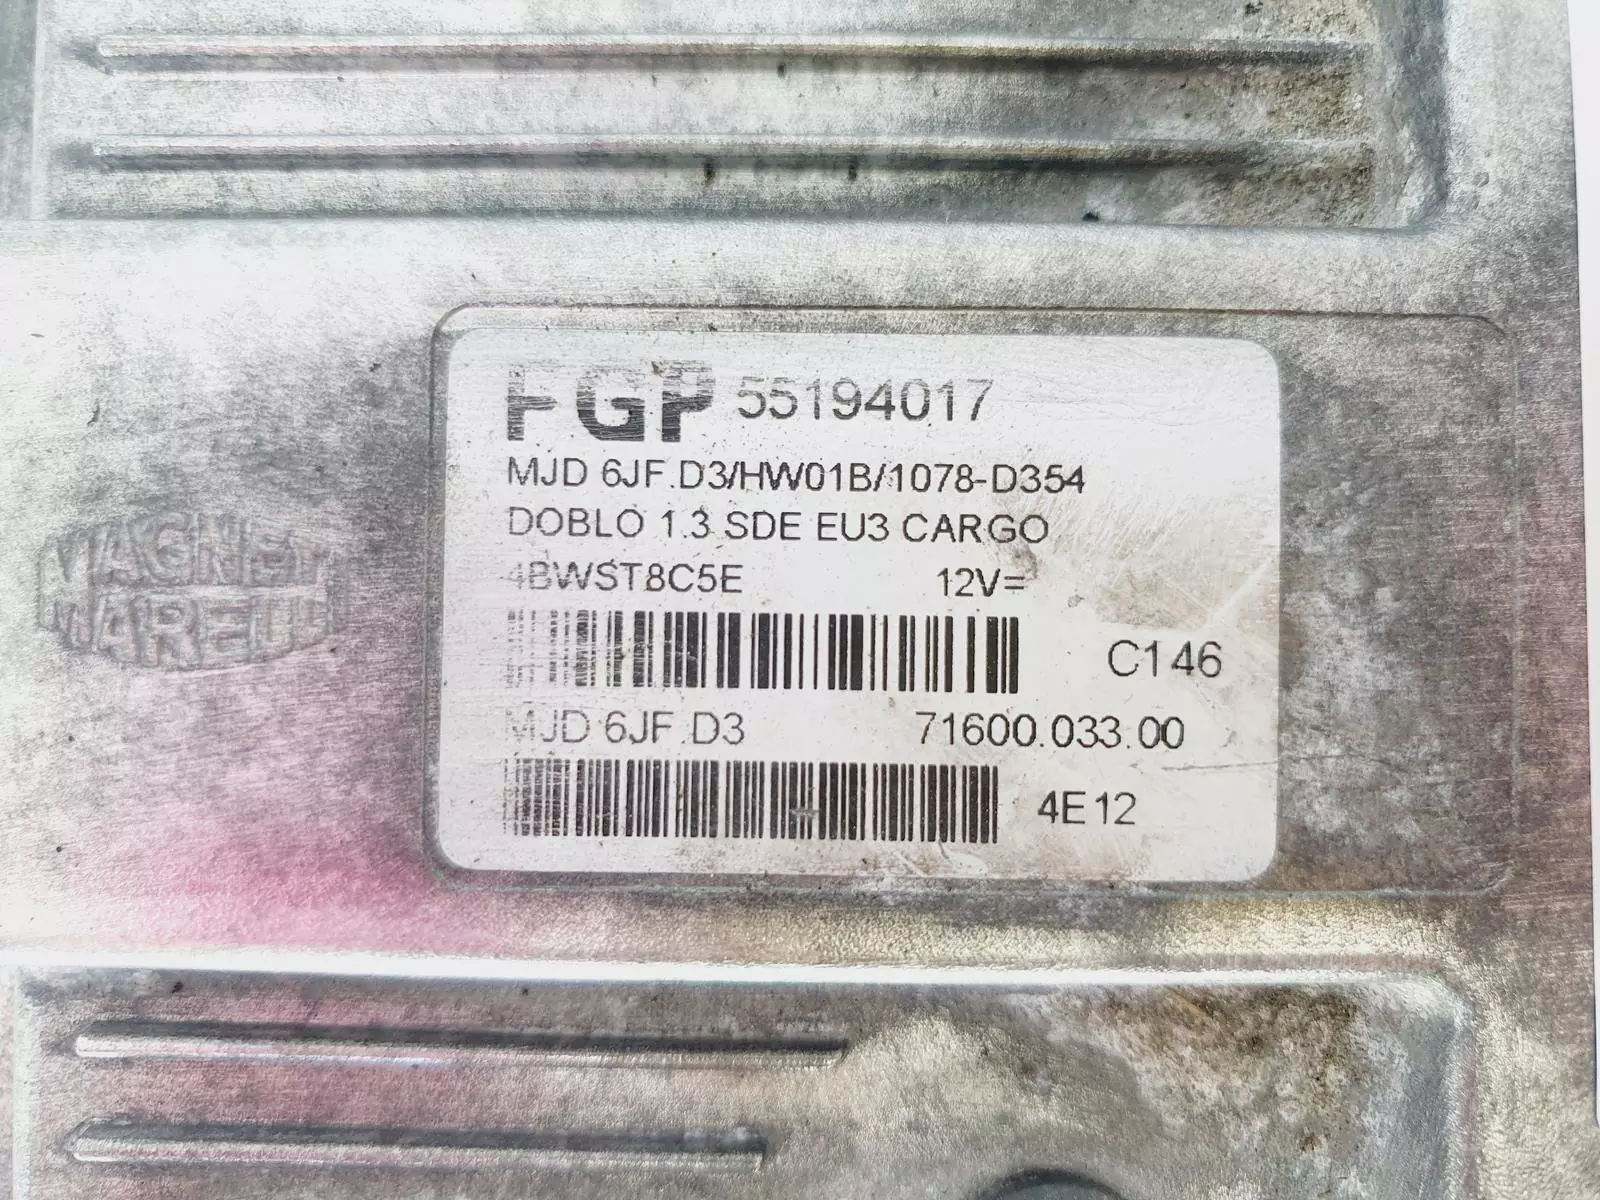 FGP 55194017
MJD 6JF.D3/HW01B/1078-D354
DOBLO 1.3 SDE EU3 CARGO
4BWST8C5E 12V=
C146
MJD 6JF.D3 71600.033.00
4E12
MAGNETI
MARELLI